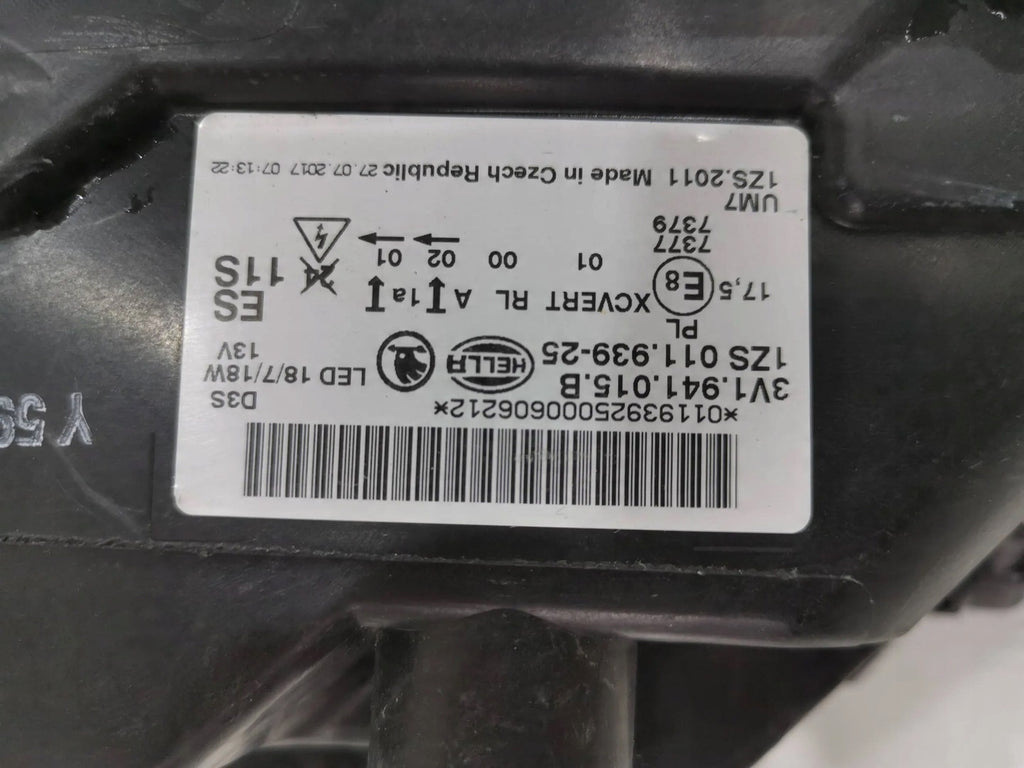 *01193925000606212*
3V1.941.015.B
D3S
1ZS 011.939-25
HELLA
LED 18/7/18W
13V
PL
17,5 E8 XCVERT RL A 1a
ES
11S
01 00 02 01
7377
7379
UM7
1ZS.2011 Made in Czech Republic 27.07.2017 07:13:22
Y 59